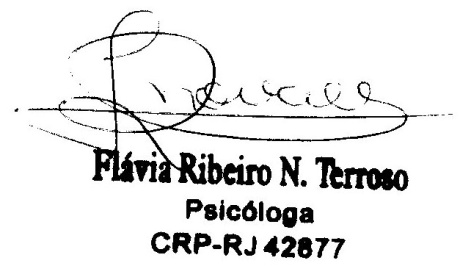 Flávia Ribeiro N. Terroso
Psicóloga
CRP-RJ 42877